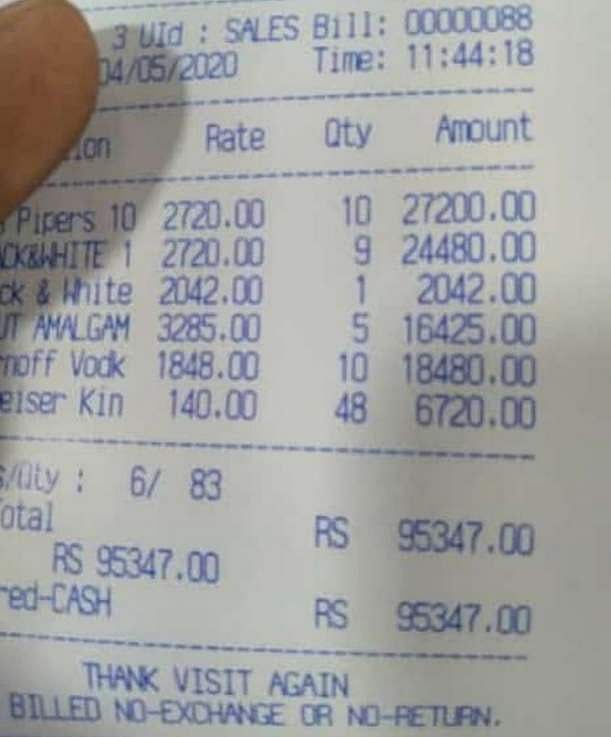 3 UId : SALES Bill: 00000088
04/05/2020 Time: 11:44:18
Rate Qty Amount
Pipers 10 2720.00 10 27200.00
ACK&WHITE 1 2720.00 9 24480.00
ck & White 2042.00 1 2042.00
UT AMALGAM 3285.00 5 16425.00
rnoff Vodk 1848.00 10 18480.00
eiser Kin 140.00 48 6720.00
s/Qty : 6/ 83
otal RS 95347.00
RS 95347.00
red-CASH RS 95347.00
THANK VISIT AGAIN
BILLED NO-EXCHANGE OR NO-RETURN.